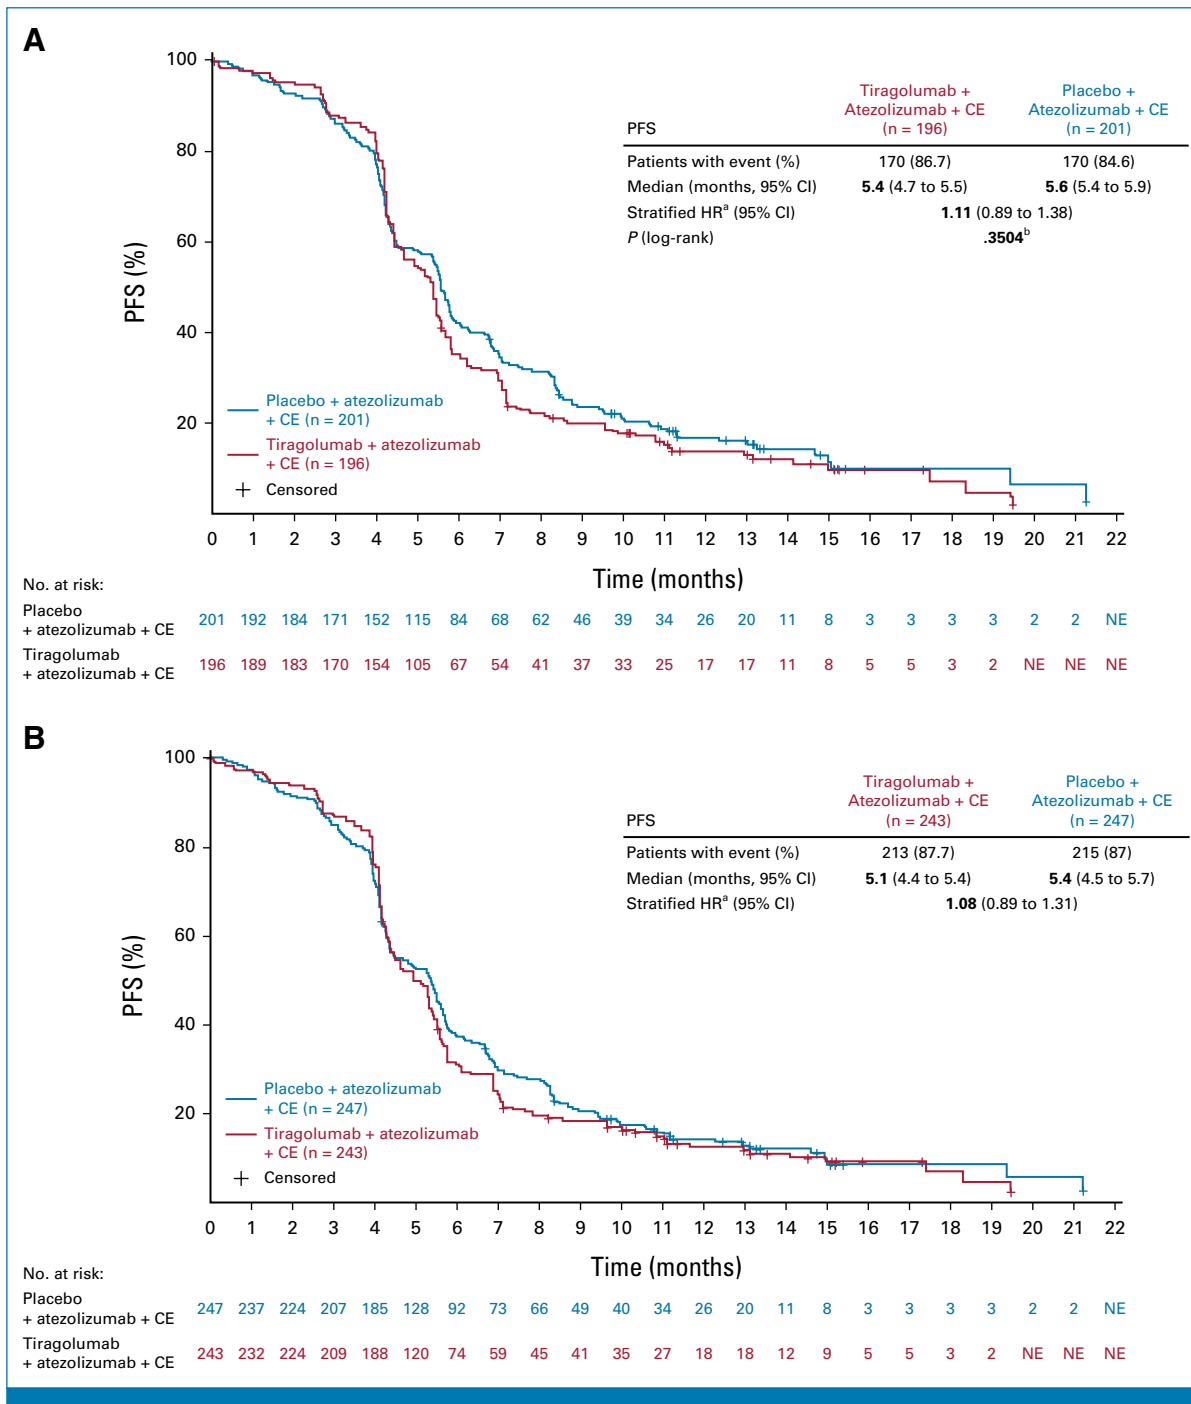 A
100
80
60
40
20
PFS (%)
Tiragolumab +
Atezolizumab + CE
(n = 196)
Placebo +
Atezolizumab + CE
(n = 201)
PFS
Patients with event (%) 170 (86.7) 170 (84.6)
Median (months, 95% CI) 5.4 (4.7 to 5.5) 5.6 (5.4 to 5.9)
Stratified HRa (95% CI) 1.11 (0.89 to 1.38)
P (log-rank) .3504b
Placebo + atezolizumab
+ CE (n = 201)
Tiragolumab + atezolizumab
+ CE (n = 196)
Censored
0 1 2 3 4 5 6 7 8 9 10 11 12 13 14 15 16 17 18 19 20 21 22
Time (months)
No. at risk:
Placebo
+ atezolizumab + CE 201 192 184 171 152 115 84 68 62 46 39 34 26 20 11 8 3 3 3 3 2 2 NE
Tiragolumab
+ atezolizumab + CE 196 189 183 170 154 105 67 54 41 37 33 25 17 17 11 8 5 5 3 2 NE NE NE
B
100
80
60
40
20
PFS (%)
Tiragolumab +
Atezolizumab + CE
(n = 243)
Placebo +
Atezolizumab + CE
(n = 247)
PFS
Patients with event (%) 213 (87.7) 215 (87)
Median (months, 95% CI) 5.1 (4.4 to 5.4) 5.4 (4.5 to 5.7)
Stratified HRa (95% CI) 1.08 (0.89 to 1.31)
Placebo + atezolizumab
+ CE (n = 247)
Tiragolumab + atezolizumab
+ CE (n = 243)
Censored
0 1 2 3 4 5 6 7 8 9 10 11 12 13 14 15 16 17 18 19 20 21 22
Time (months)
No. at risk:
Placebo
+ atezolizumab + CE 247 237 224 207 185 128 92 73 66 49 40 34 26 20 11 8 3 3 3 3 2 2 NE
Tiragolumab
+ atezolizumab + CE 243 232 224 209 188 120 74 59 45 41 35 27 18 18 12 9 5 5 3 2 NE NE NE